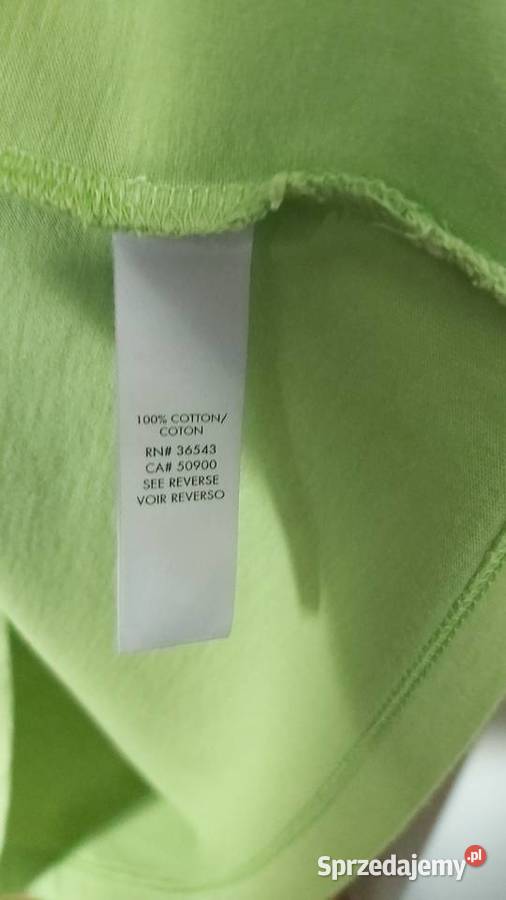 100% COTTON/
COTON
RN# 36543
CA# 50900
SEE REVERSE
VOIR REVERSO
Sprzedajemy.pl